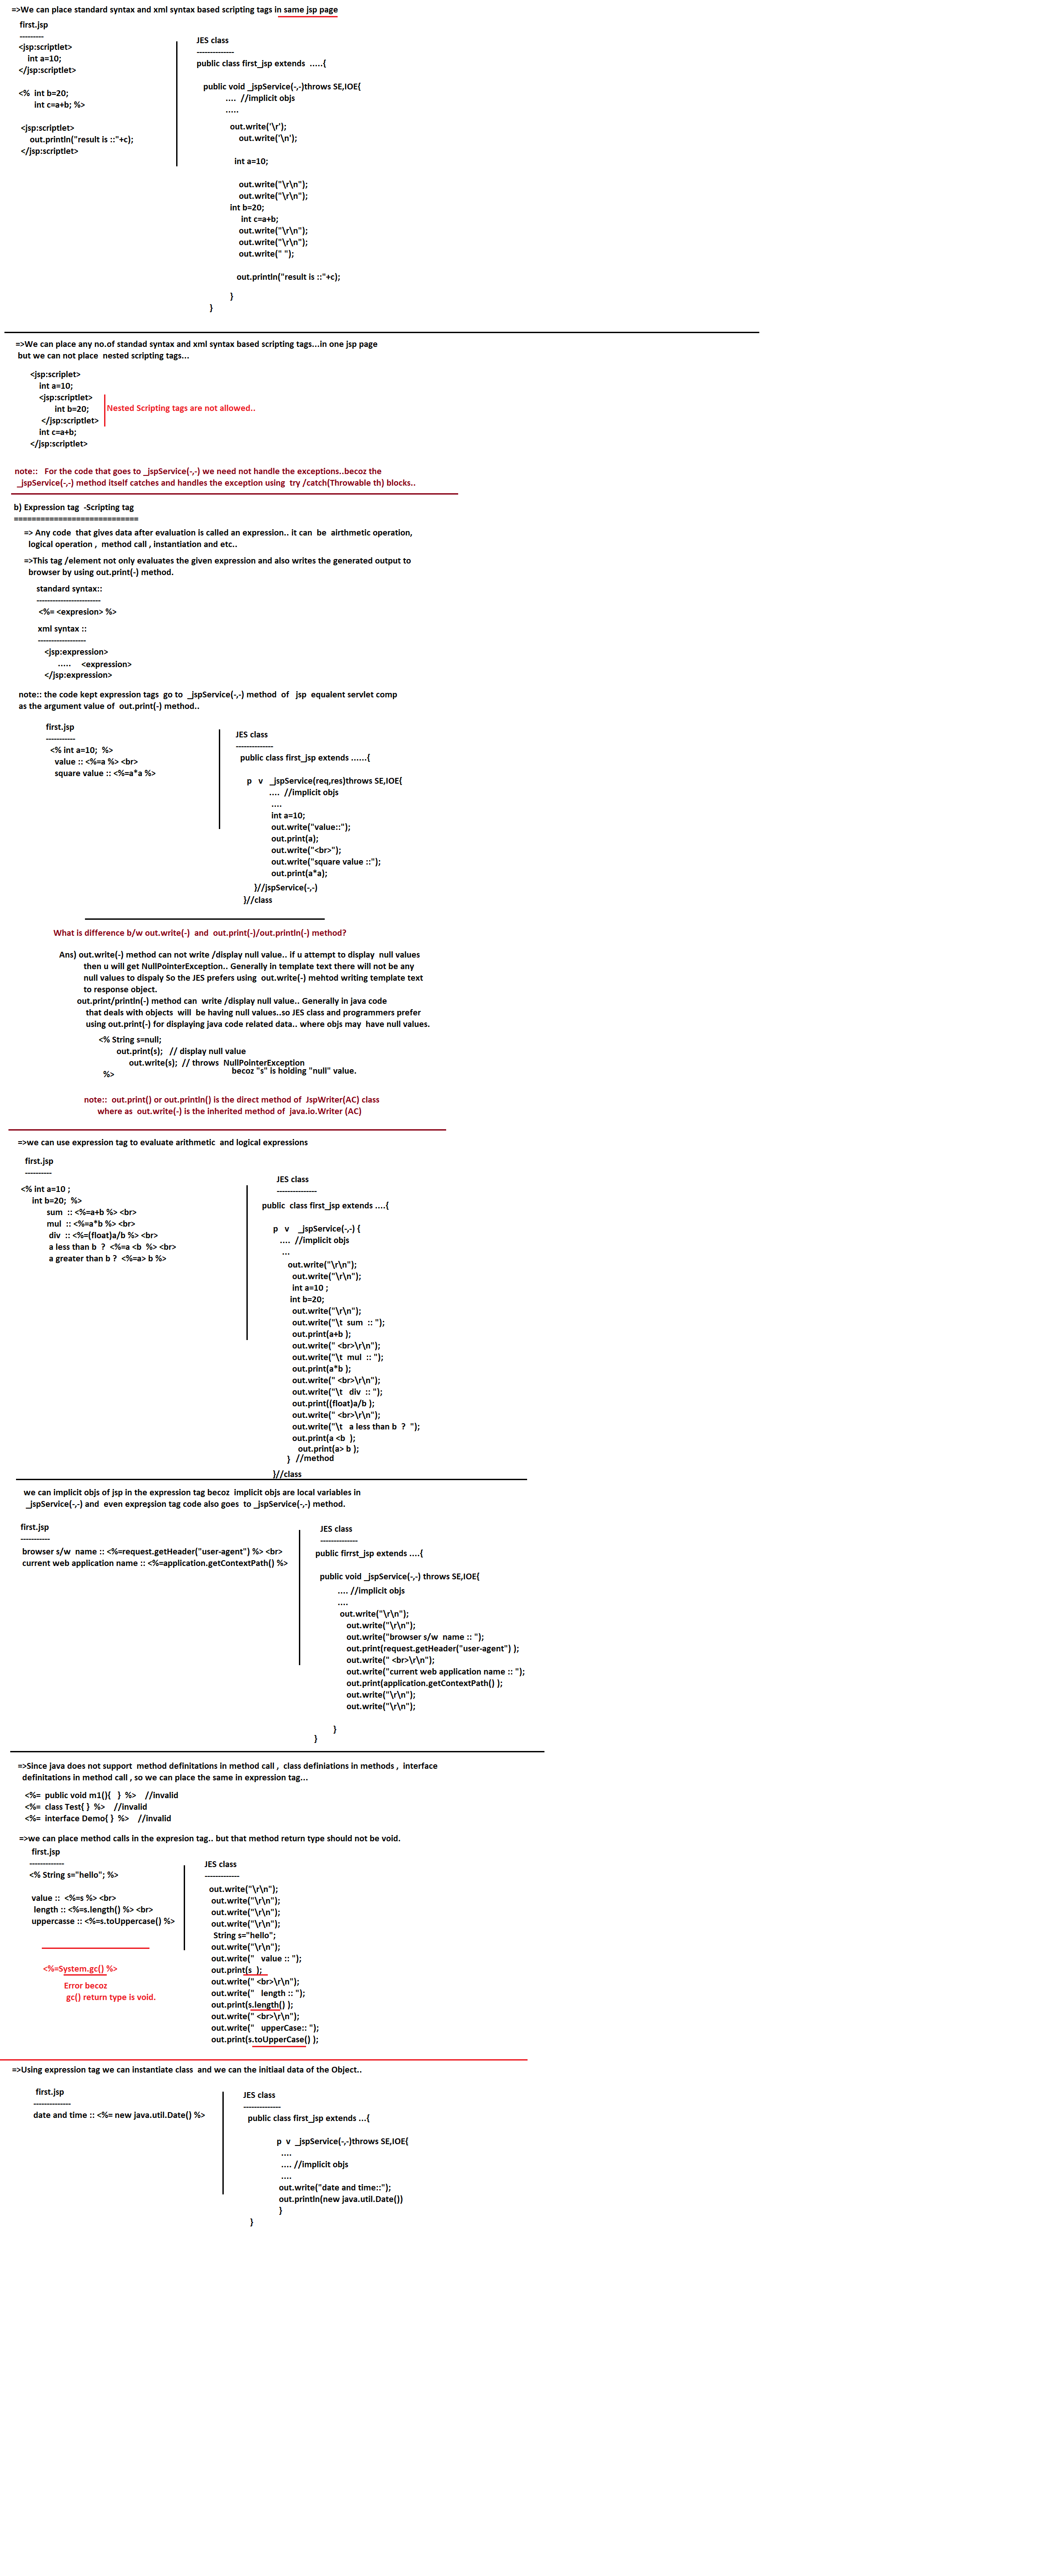 =>We can place standard syntax and xml syntax based scripting tags in same jsp page
first.jsp
---------
<jsp:scriptlet>
int a=10;
</jsp:scriptlet>
<% int b=20;
int c=a+b; %>
<jsp:scriptlet>
out.println("result is ::"+c);
</jsp:scriptlet>
JES class
--------------
public class first_jsp extends .....{
public void _jspService(-,-)throws SE,IOE{
.... //implicit objs
.....
out.write('\r');
out.write('\n');
int a=10;
out.write("\r\n");
out.write("\r\n");
int b=20;
int c=a+b;
out.write("\r\n");
out.write("\r\n");
out.write(" ");
out.println("result is ::"+c);
}
}
=>We can place any no.of standad syntax and xml syntax based scripting tags...in one jsp page
but we can not place nested scripting tags...
<jsp:scriplet>
int a=10;
<jsp:scriptlet>
int b=20;
</jsp:scriptlet>
int c=a+b;
</jsp:scriptlet>
Nested Scripting tags are not allowed..
note:: For the code that goes to _jspService(-,-) we need not handle the exceptions..becoz the
_jspService(-,-) method itself catches and handles the exception using try /catch(Throwable th) blocks..
b) Expression tag -Scripting tag
============================
=> Any code that gives data after evaluation is called an expression.. it can be airthmetic operation,
logical operation , method call , instantiation and etc..
=>This tag /element not only evaluates the given expression and also writes the generated output to
browser by using out.print(-) method.
standard syntax::
------------------------
<%= <expresion> %>
xml syntax ::
------------------
<jsp:expression>
..... <expression>
</jsp:expression>
note:: the code kept expression tags go to _jspService(-,-) method of jsp equalent servlet comp
as the argument value of out.print(-) method..
first.jsp
-----------
<% int a=10; %>
value :: <%=a %> <br>
square value :: <%=a*a %>
JES class
--------------
public class first_jsp extends ......{
p v _jspService(req,res)throws SE,IOE{
.... //implicit objs
....
int a=10;
out.write("value::");
out.print(a);
out.write("<br>");
out.write("square value ::");
out.print(a*a);
}//jspService(-,-)
}//class
What is difference b/w out.write(-) and out.print(-)/out.println(-) method?
Ans) out.write(-) method can not write /display null value.. if u attempt to display null values
then u will get NullPointerException.. Generally in template text there will not be any
null values to dispaly So the JES prefers using out.write(-) mehtod writing template text
to response object.
out.print/println(-) method can write /display null value.. Generally in java code
that deals with objects will be having null values..so JES class and programmers prefer
using out.print(-) for displaying java code related data.. where objs may have null values.
<% String s=null;
out.print(s); // display null value
out.write(s); // throws NullPointerException
becoz "s" is holding "null" value.
%>
note:: out.print() or out.println() is the direct method of JspWriter(AC) class
where as out.write(-) is the inherited method of java.io.Writer (AC)
=>we can use expression tag to evaluate arithmetic and logical expressions
first.jsp
----------
<% int a=10 ;
int b=20; %>
sum :: <%=a+b %> <br>
mul :: <%=a*b %> <br>
div :: <%=(float)a/b %> <br>
a less than b ? <%=a <b %> <br>
a greater than b ? <%=a> b %>
JES class
---------------
public class first_jsp extends ....{
p v _jspService(-,-) {
.... //implicit objs
...
out.write("\r\n");
out.write("\r\n");
int a=10 ;
int b=20;
out.write("\r\n");
out.write("\t sum :: ");
out.print(a+b );
out.write(" <br>\r\n");
out.write("\t mul :: ");
out.print(a*b );
out.write(" <br>\r\n");
out.write("\t div :: ");
out.print((float)a/b );
out.write(" <br>\r\n");
out.write("\t a less than b ? ");
out.print(a <b );
out.print(a> b );
} //method
}//class
we can implicit objs of jsp in the expression tag becoz implicit objs are local variables in
_jspService(-,-) and even expression tag code also goes to _jspService(-,-) method.
first.jsp
-----------
browser s/w name :: <%=request.getHeader("user-agent") %> <br>
current web application name :: <%=application.getContextPath() %>
JES class
--------------
public firrst_jsp extends ....{
public void _jspService(-,-) throws SE,IOE{
.... //implicit objs
....
out.write("\r\n");
out.write("\r\n");
out.write("browser s/w name :: ");
out.print(request.getHeader("user-agent") );
out.write(" <br>\r\n");
out.write("current web application name :: ");
out.print(application.getContextPath() );
out.write("\r\n");
out.write("\r\n");
}
}
=>Since java does not support method definitations in method call , class definiations in methods , interface
definitations in method call , so we can place the same in expression tag...
<%= public void m1(){ } %> //invalid
<%= class Test{ } %> //invalid
<%= interface Demo{ } %> //invalid
=>we can place method calls in the expresion tag.. but that method return type should not be void.
first.jsp
-------------
<% String s="hello"; %>
value :: <%=s %> <br>
length :: <%=s.length() %> <br>
uppercasse :: <%=s.toUppercase() %>
<%=System.gc() %>
Error becoz
gc() return type is void.
JES class
-------------
out.write("\r\n");
out.write("\r\n");
out.write("\r\n");
out.write("\r\n");
String s="hello";
out.write("\r\n");
out.write(" value :: ");
out.print(s );
out.write(" <br>\r\n");
out.write(" length :: ");
out.print(s.length() );
out.write(" <br>\r\n");
out.write(" upperCase:: ");
out.print(s.toUpperCase() );
=>Using expression tag we can instantiate class and we can the initiaal data of the Object..
first.jsp
--------------
date and time :: <%= new java.util.Date() %>
JES class
--------------
public class first_jsp extends ...{
p v _jspService(-,-)throws SE,IOE{
....
.... //implicit objs
....
out.write("date and time::");
out.println(new java.util.Date())
}
}